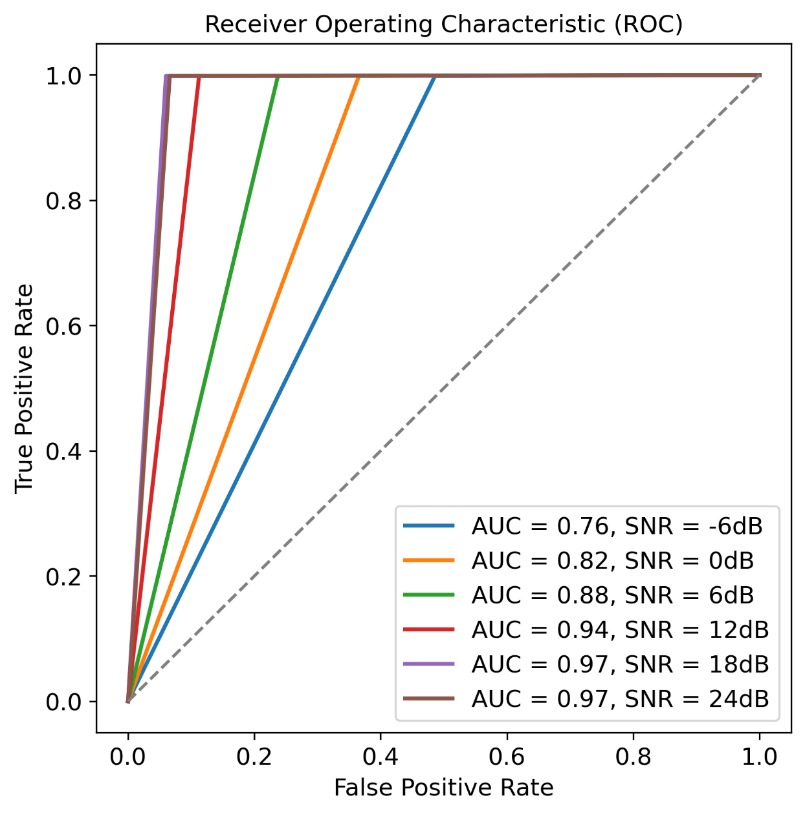 Receiver Operating Characteristic (ROC)
1.0
0.8
0.6
0.4
0.2
0.0
True Positive Rate
AUC = 0.76, SNR = -6dB
AUC = 0.82, SNR = 0dB
AUC = 0.88, SNR = 6dB
AUC = 0.94, SNR = 12dB
AUC = 0.97, SNR = 18dB
AUC = 0.97, SNR = 24dB
0.0 0.2 0.4 0.6 0.8 1.0
False Positive Rate